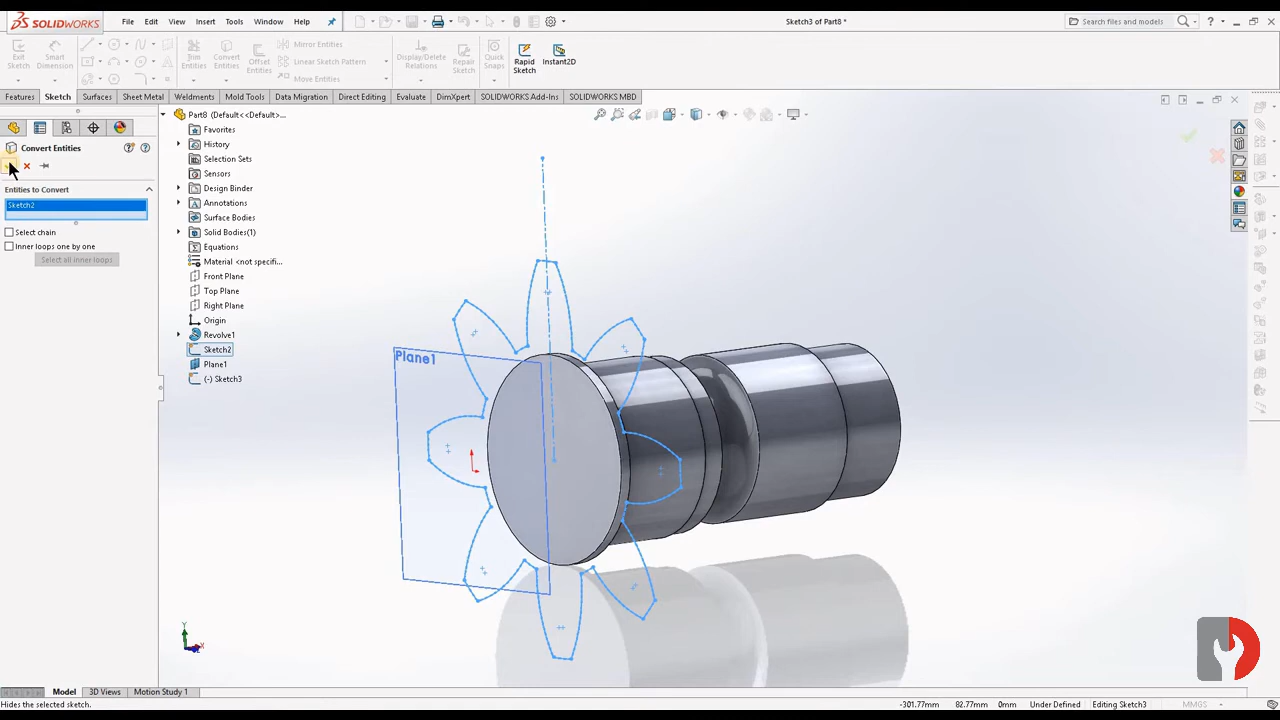 SOLIDWORKS
File
Edit
View
Insert
Tools
Window
Help
Sketch3 of Part8 *
Search files and models
Exit Sketch
Smart Dimension
Trim Entities
Convert Entities
Offset Entities
Mirror Entities
Linear Sketch Pattern
Move Entities
Display/Delete Relations
Repair Sketch
Quick Snaps
Rapid Sketch
Instant2D
Features
Sketch
Surfaces
Sheet Metal
Weldments
Mold Tools
Data Migration
Direct Editing
Evaluate
DimXpert
SOLIDWORKS Add-Ins
SOLIDWORKS MBD
Convert Entities
Entities to Convert
Sketch2
Select chain
Inner loops one by one
Select all inner loops
Part8 (Default<<Default>...
Favorites
History
Selection Sets
Sensors
Design Binder
Annotations
Surface Bodies
Solid Bodies(1)
Equations
Material <not specifi...
Front Plane
Top Plane
Right Plane
Origin
Revolve1
Sketch2
Plane1
(-) Sketch3
Plane1
Y
X
Model
3D Views
Motion Study 1
Hides the selected sketch.
-301.77mm
82.77mm
0mm
Under Defined
Editing Sketch3
MMGS